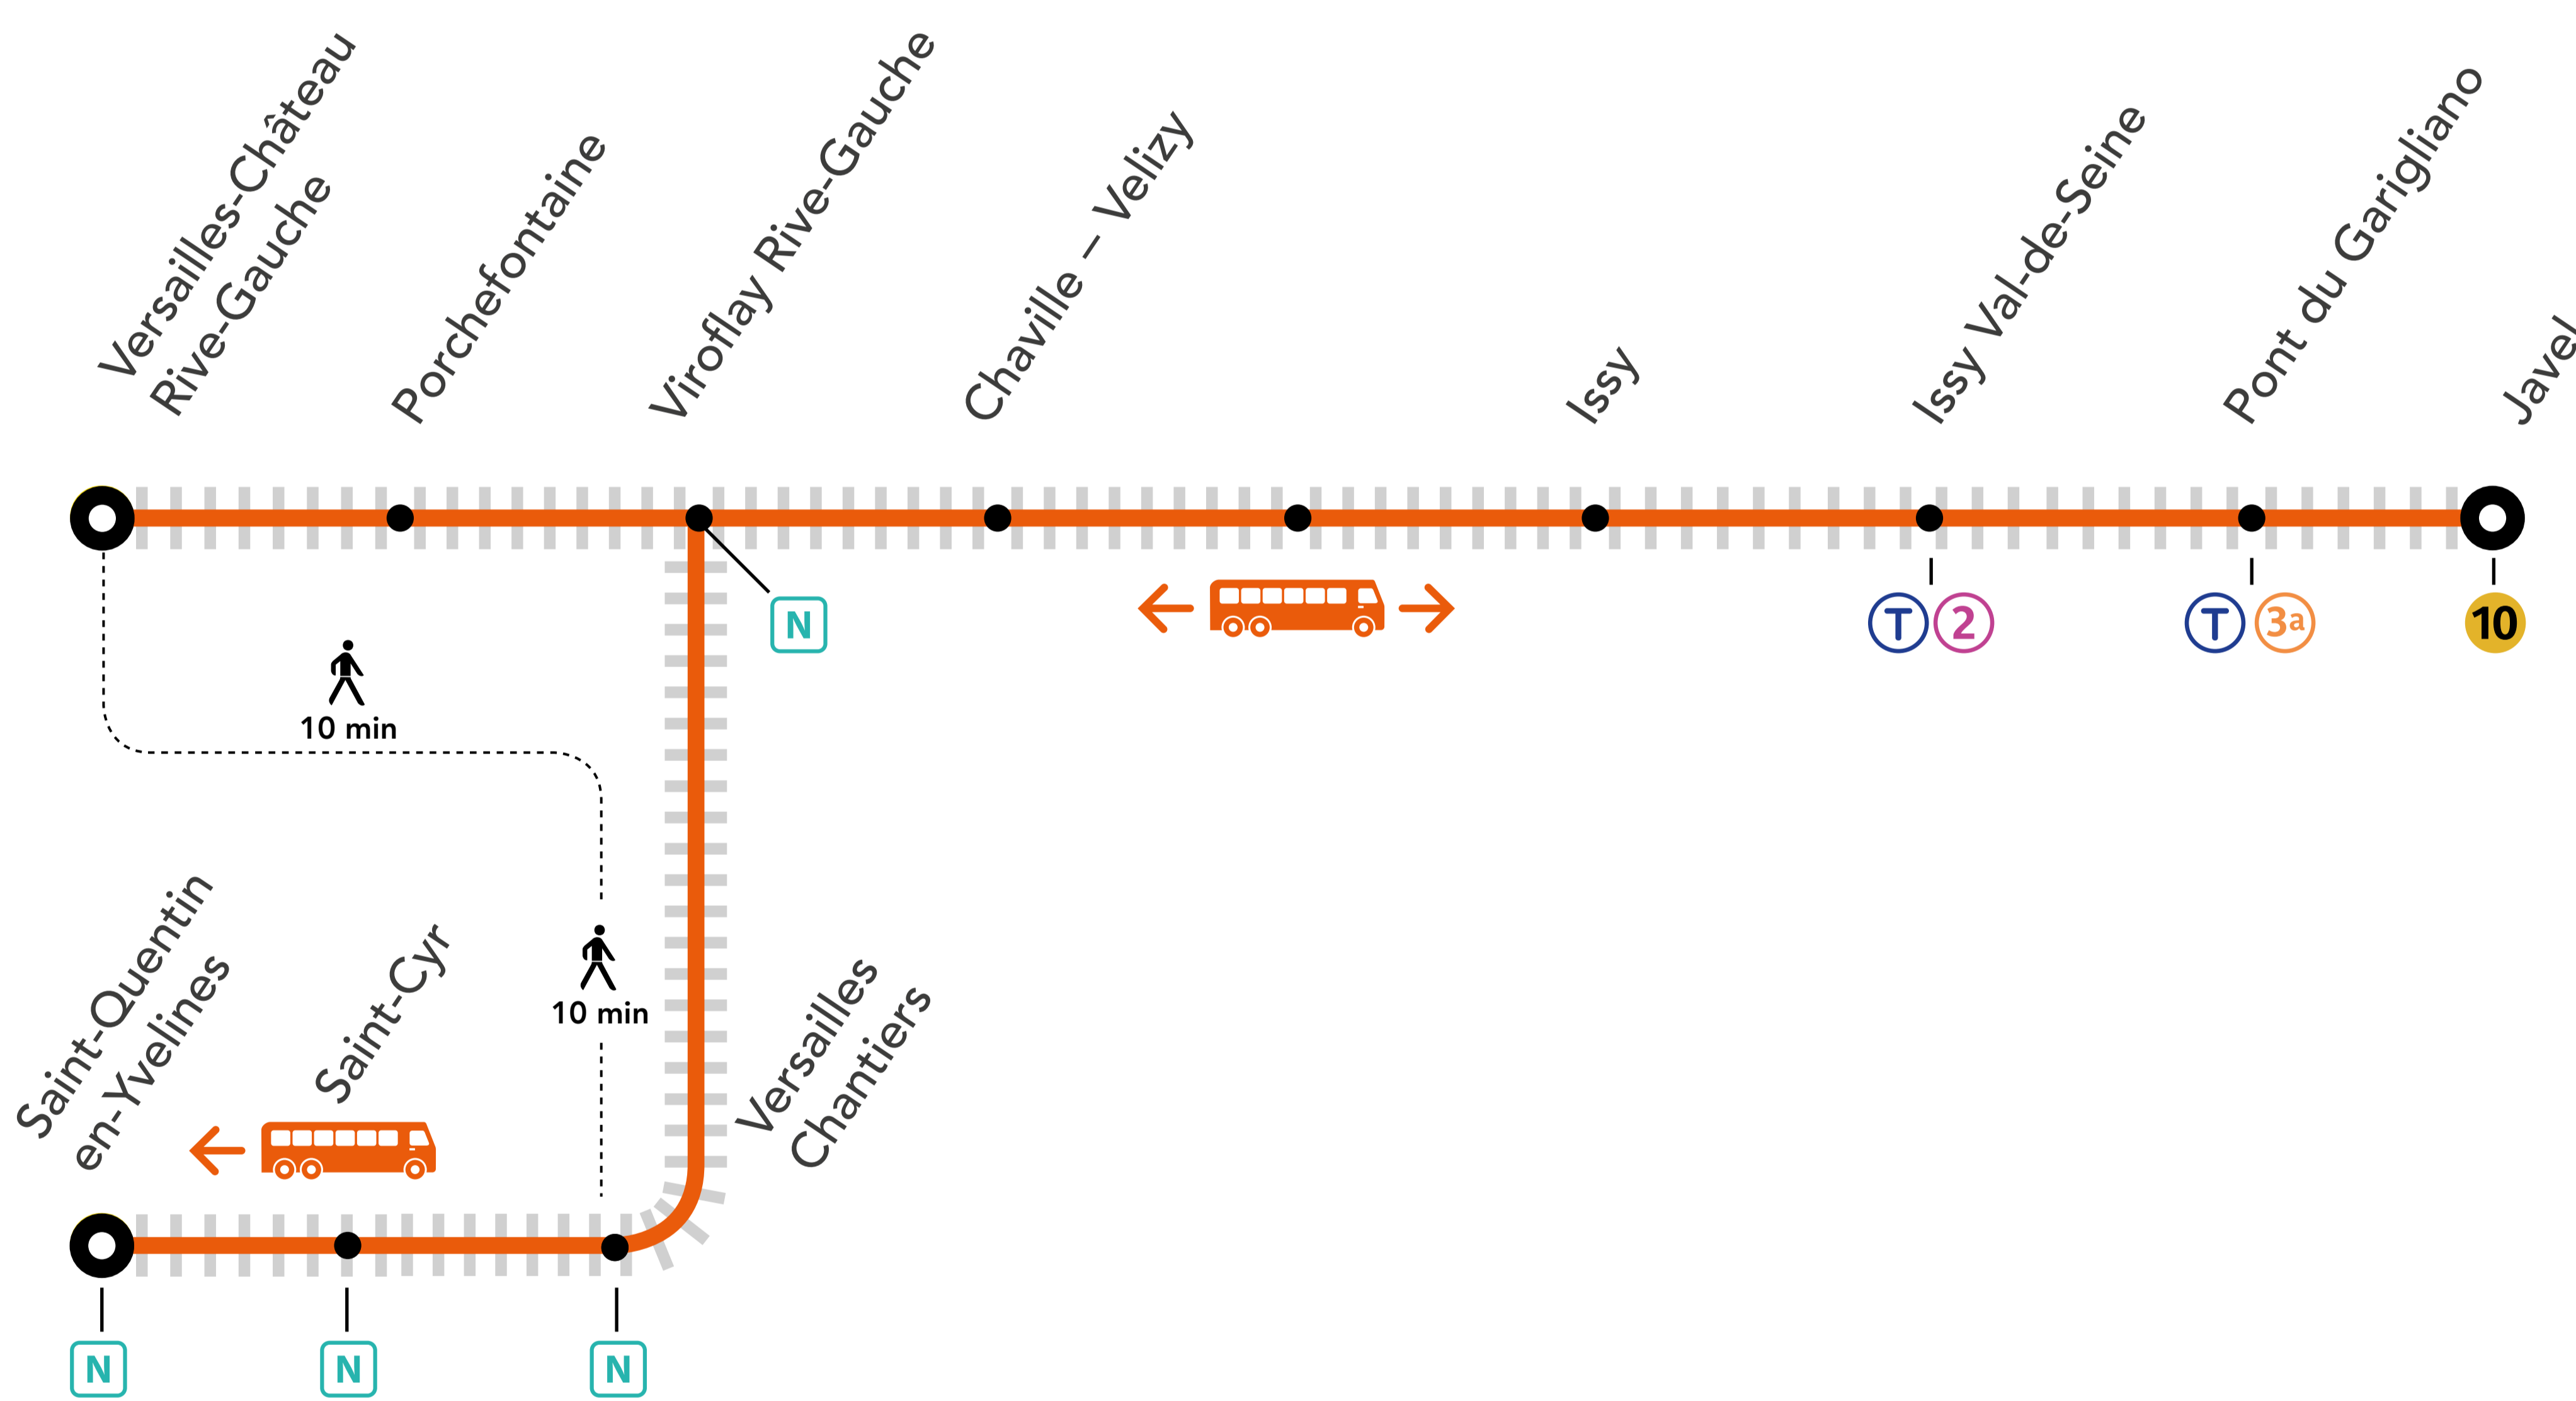 Versailles-Château
Rive-Gauche
Porchefontaine
Viroflay Rive-Gauche
Chaville – Velizy
Issy
Issy Val-de-Seine
Pont du Garigliano
Javel
N
T 2
T 3a
10
10 min
10 min
Saint-Quentin
en-Yvelines
Saint-Cyr
Versailles
Chantiers
N
N
N